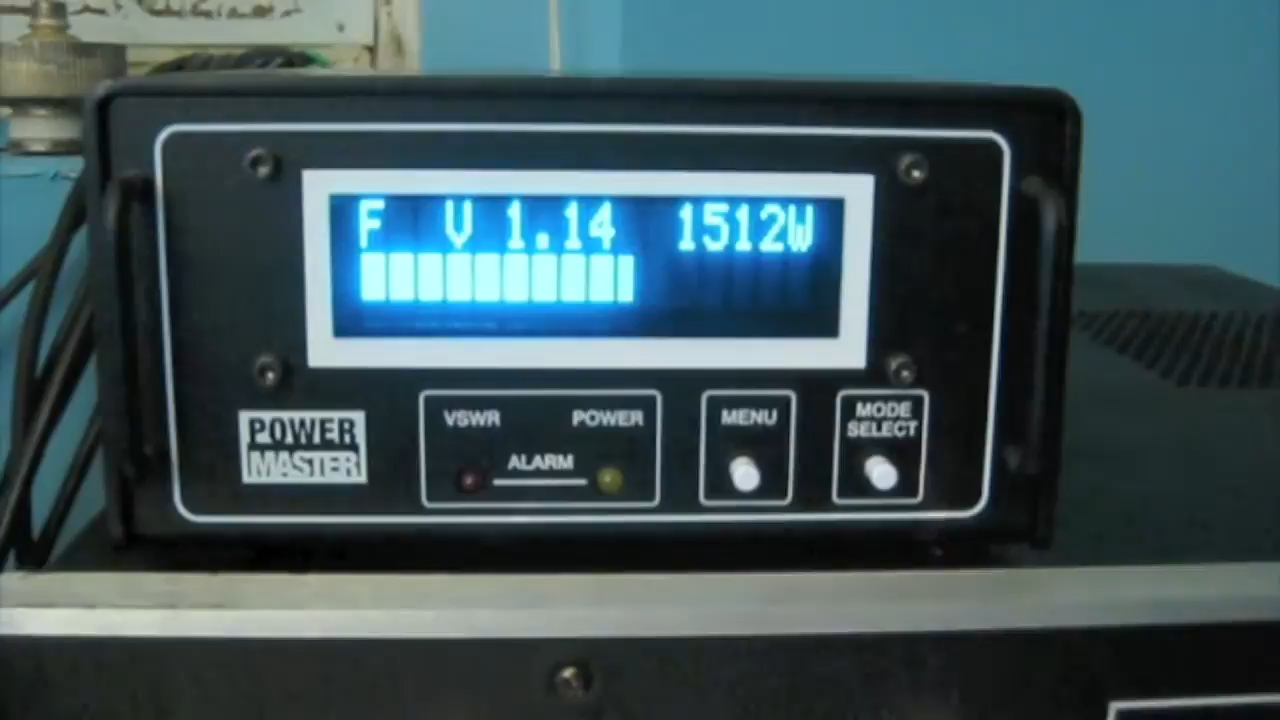 F V 1.14 1512W
VSWR POWER
ALARM
MENU
MODE
SELECT
POWER
MASTER